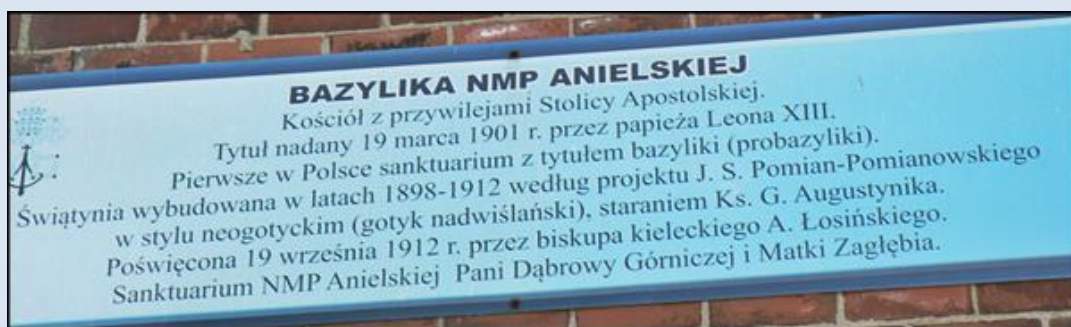 BAZYLIKA NMP ANIELSKIEJ
Kościół z przywilejami Stolicy Apostolskiej.
Tytuł nadany 19 marca 1901 r. przez papieża Leona XIII.
Pierwsze w Polsce sanktuarium z tytułem bazyliki (probazyliki).
Świątynia wybudowana w latach 1898-1912 według projektu J. S. Pomian-Pomianowskiego
w stylu neogotyckim (gotyk nadwiślański), staraniem Ks. G. Augustynika.
Poświęcona 19 września 1912 r. przez biskupa kieleckiego A. Łosińskiego.
Sanktuarium NMP Anielskiej Pani Dąbrowy Górniczej i Matki Zagłębia.